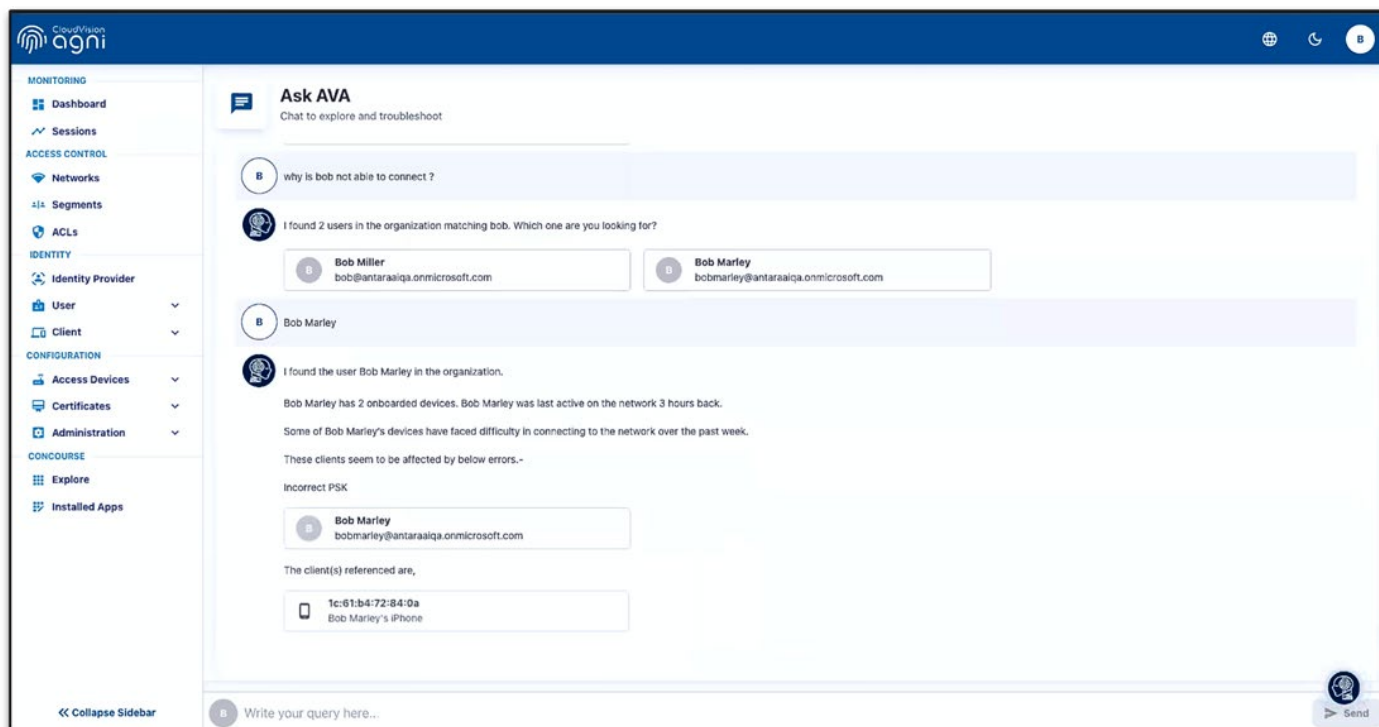 CloudVision
agni
B
MONITORING
Dashboard
Sessions
ACCESS CONTROL
Networks
Segments
ACLs
IDENTITY
Identity Provider
User
Client
CONFIGURATION
Access Devices
Certificates
Administration
CONCOURSE
Explore
Installed Apps
Collapse Sidebar
Ask AVA
Chat to explore and troubleshoot
B
why is bob not able to connect ?
I found 2 users in the organization matching bob. Which one are you looking for?
B
Bob Miller
bob@antaraaiqa.onmicrosoft.com
B
Bob Marley
bobmarley@antaraaiqa.onmicrosoft.com
B
Bob Marley
I found the user Bob Marley in the organization.
Bob Marley has 2 onboarded devices. Bob Marley was last active on the network 3 hours back.
Some of Bob Marley's devices have faced difficulty in connecting to the network over the past week.
These clients seem to be affected by below errors.-
Incorrect PSK
B
Bob Marley
bobmarley@antaraaiqa.onmicrosoft.com
The client(s) referenced are,
1c:61:b4:72:84:0a
Bob Marley's iPhone
B
Write your query here...
Send